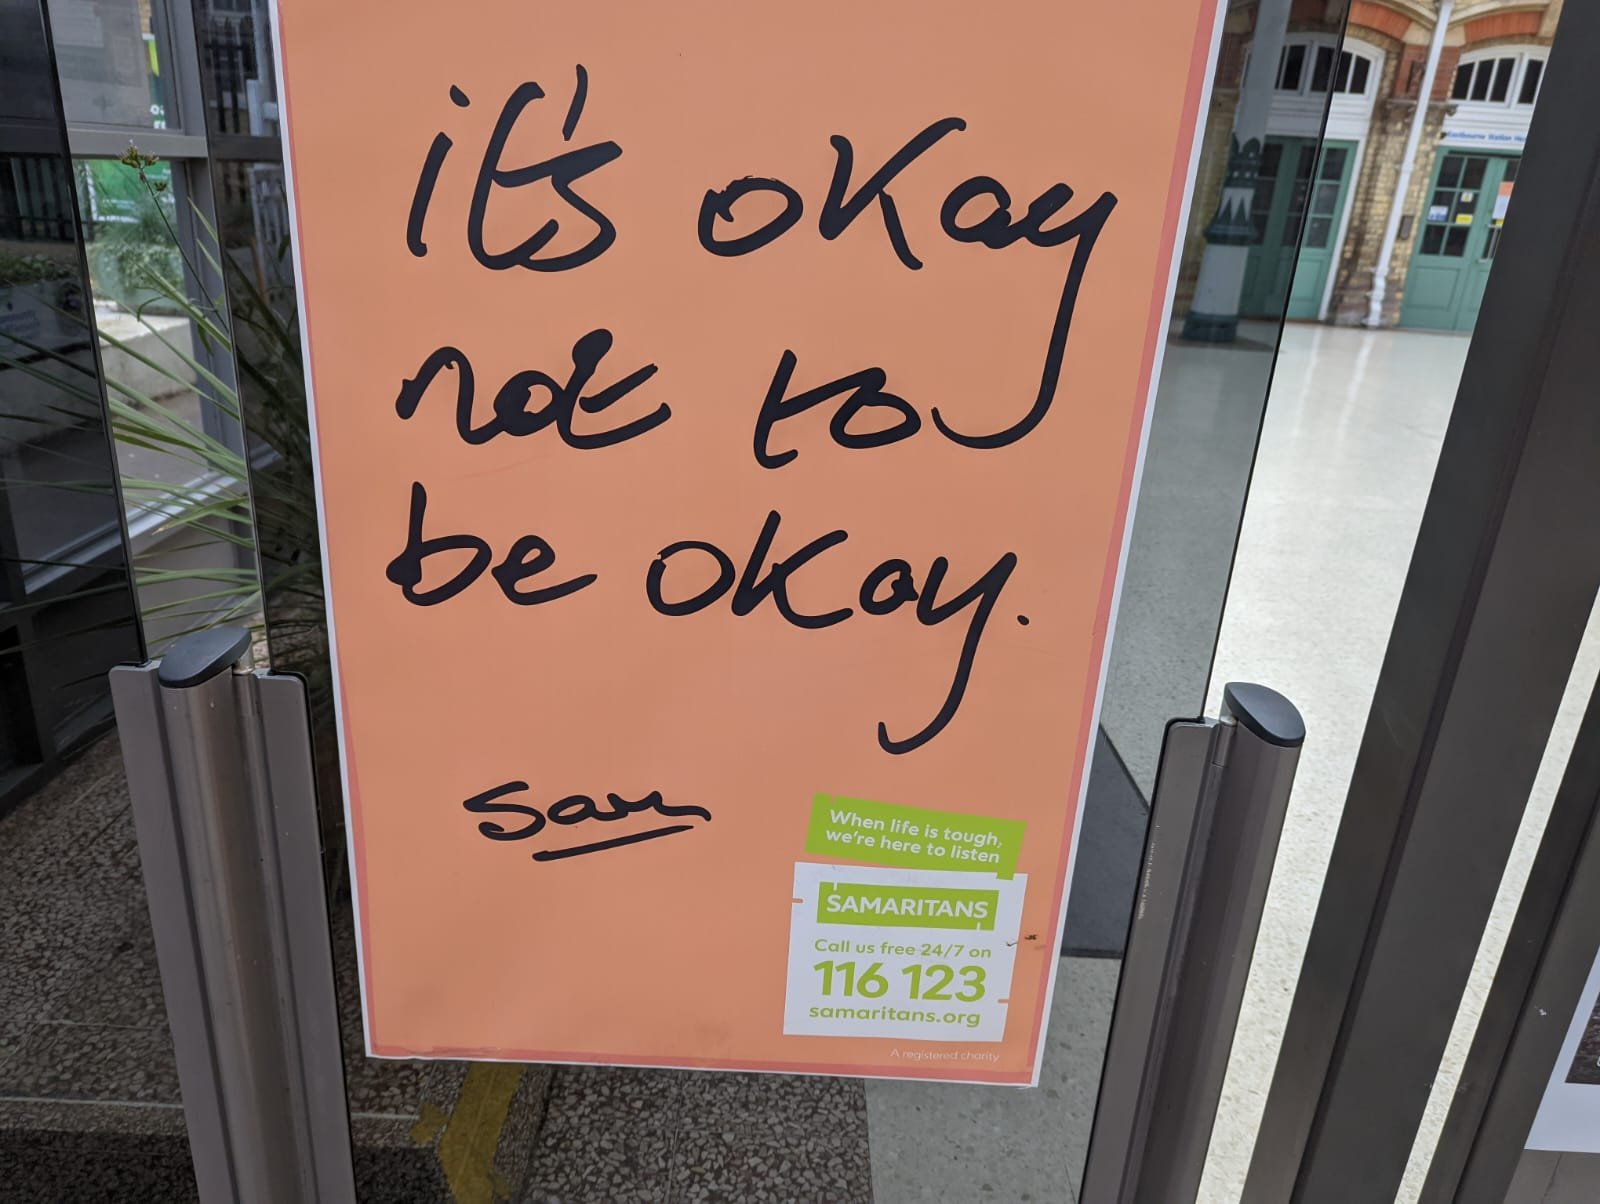 it's okay
not to
be okay.
Sam
When life is tough,
we're here to listen
SAMARITANS
Call us free 24/7 on
116 123
samaritans.org
A registered charity